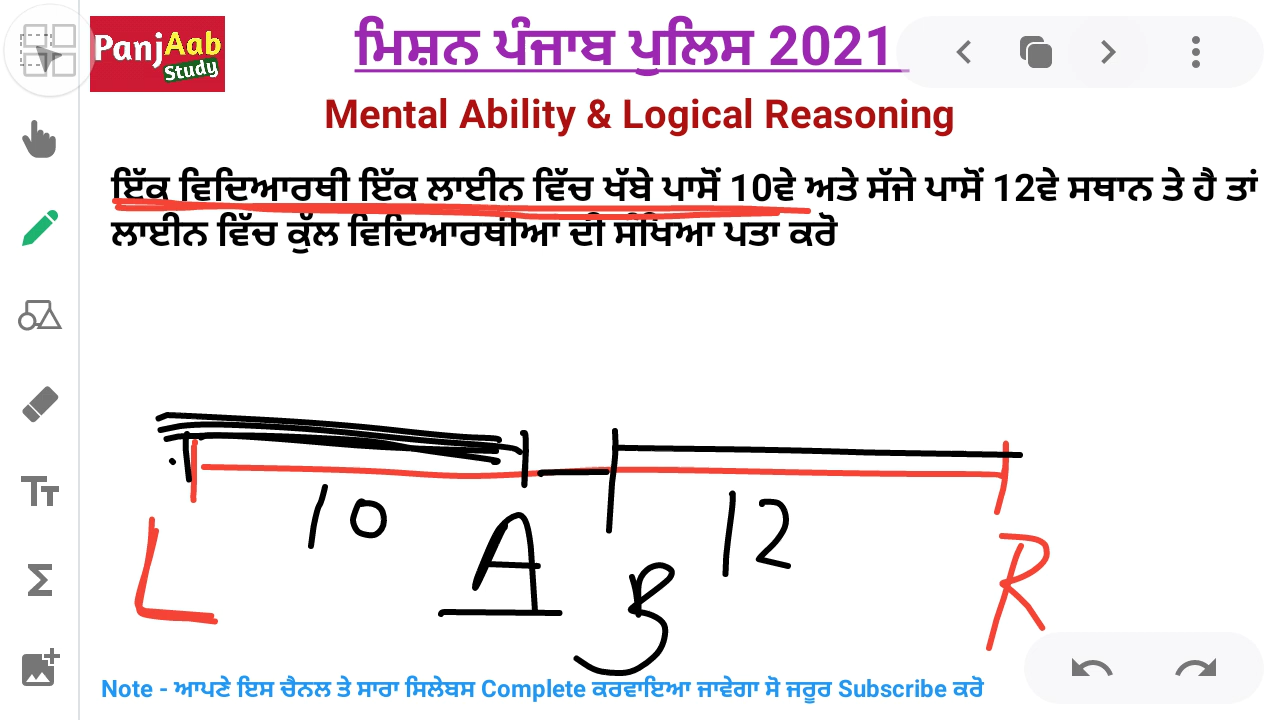 PanjAab
Study
ਮਿਸ਼ਨ ਪੰਜਾਬ ਪੁਲਿਸ 2021
Mental Ability & Logical Reasoning
ਇੱਕ ਵਿਦਿਆਰਥੀ ਇੱਕ ਲਾਈਨ ਵਿੱਚ ਖੱਬੇ ਪਾਸੋਂ 10ਵੇ ਅਤੇ ਸੱਜੇ ਪਾਸੋਂ 12ਵੇ ਸਥਾਨ ਤੇ ਹੈ ਤਾਂ
ਲਾਈਨ ਵਿੱਚ ਕੁੱਲ ਵਿਦਿਆਰਥੀਆਂ ਦੀ ਸੰਖਿਆ ਪਤਾ ਕਰੋ
10 12
L A B R
Note - ਆਪਣੇ ਇਸ ਚੈਨਲ ਤੇ ਸਾਰਾ ਸਿਲੇਬਸ Complete ਕਰਵਾਇਆ ਜਾਵੇਗਾ ਸੋ ਜਰੂਰ Subscribe ਕਰੋ